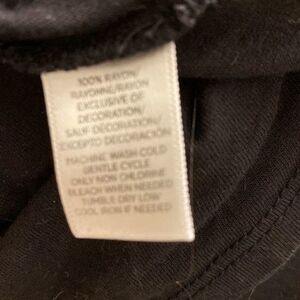 100% RAYON/
RAYONNE/RAYON
EXCLUSIVE OF
DECORATION/
SAUF DECORATION/
EXCEPTO DECORACIÓN
MACHINE WASH COLD
GENTLE CYCLE
ONLY NON CHLORINE
BLEACH WHEN NEEDED
TUMBLE DRY LOW
COOL IRON IF NEEDED